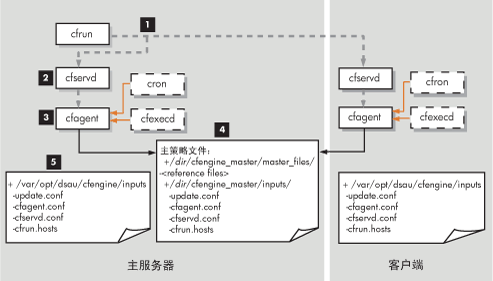 cfrun
1
2
cfservd
cron
3
cfagent
cfexecd
cfservd
cfron
cfagent
cfexecd
4
主策略文件：
+/dir/cfengine_master/master_files/
-<reference files>
+/dir/cfengine_master/inputs/
-update.conf
-cfagent.conf
-cfservd.conf
-cfrun.hosts
5
+ /var/opt/dsau/cfengine/inputs
-update.conf
-cfagent.conf
-cfservd.conf
-cfrun.hosts
+ /var/opt/dsau/cfengine/inputs
-update.conf
-cfagent.conf
-cfservd.conf
-cfrun.hosts
主服务器
客户端